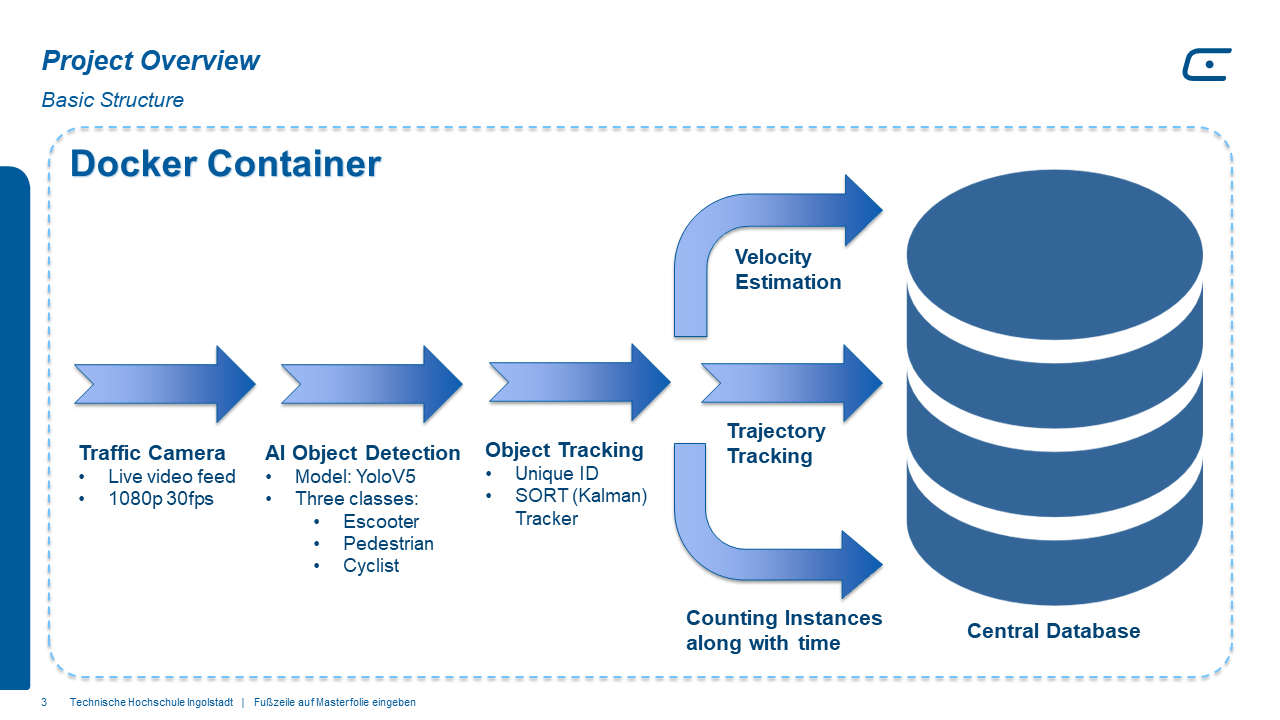 Project Overview
Basic Structure
Docker Container
Velocity
Estimation
Traffic Camera
• Live video feed
• 1080p 30fps
AI Object Detection
• Model: YoloV5
• Three classes:
• Escooter
• Pedestrian
• Cyclist
Object Tracking
• Unique ID
• SORT (Kalman)
Tracker
Trajectory
Tracking
Counting Instances
along with time
Central Database
3 Technische Hochschule Ingolstadt | Fußzeile auf Masterfolie eingeben